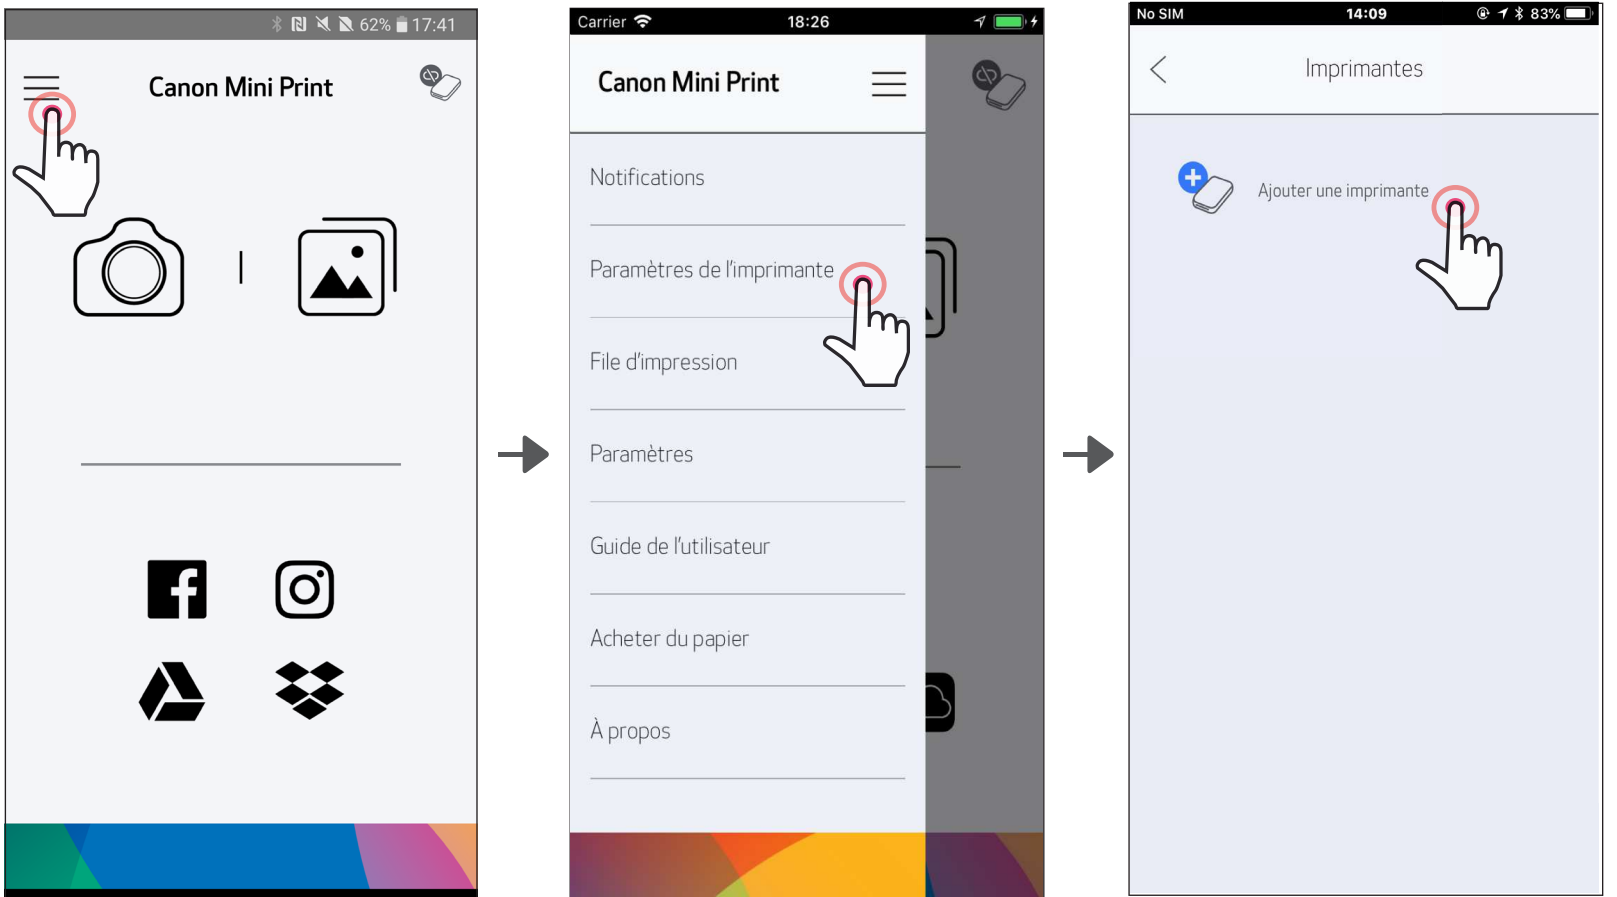 62% 17:41
Canon Mini Print
Carrier 18:26
Canon Mini Print
Notifications
Paramètres de l'imprimante
File d'impression
Paramètres
Guide de l'utilisateur
Acheter du papier
À propos
No SIM 14:09 83%
Imprimantes
Ajouter une imprimante